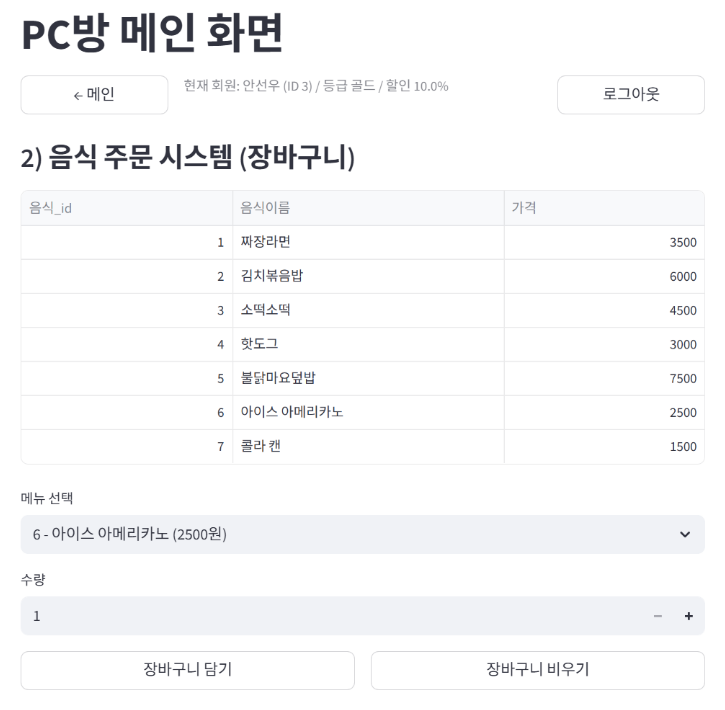 PC방 메인 화면
← 메인 현재 회원: 안선우 (ID 3) / 등급 골드 / 할인 10.0% 로그아웃
2) 음식 주문 시스템 (장바구니)
음식_id 음식이름 가격
1 짜장라면 3500
2 김치볶음밥 6000
3 소떡소떡 4500
4 핫도그 3000
5 불닭마요덮밥 7500
6 아이스 아메리카노 2500
7 콜라 캔 1500
메뉴 선택
6 - 아이스 아메리카노 (2500원)
수량
1 − +
장바구니 담기 장바구니 비우기